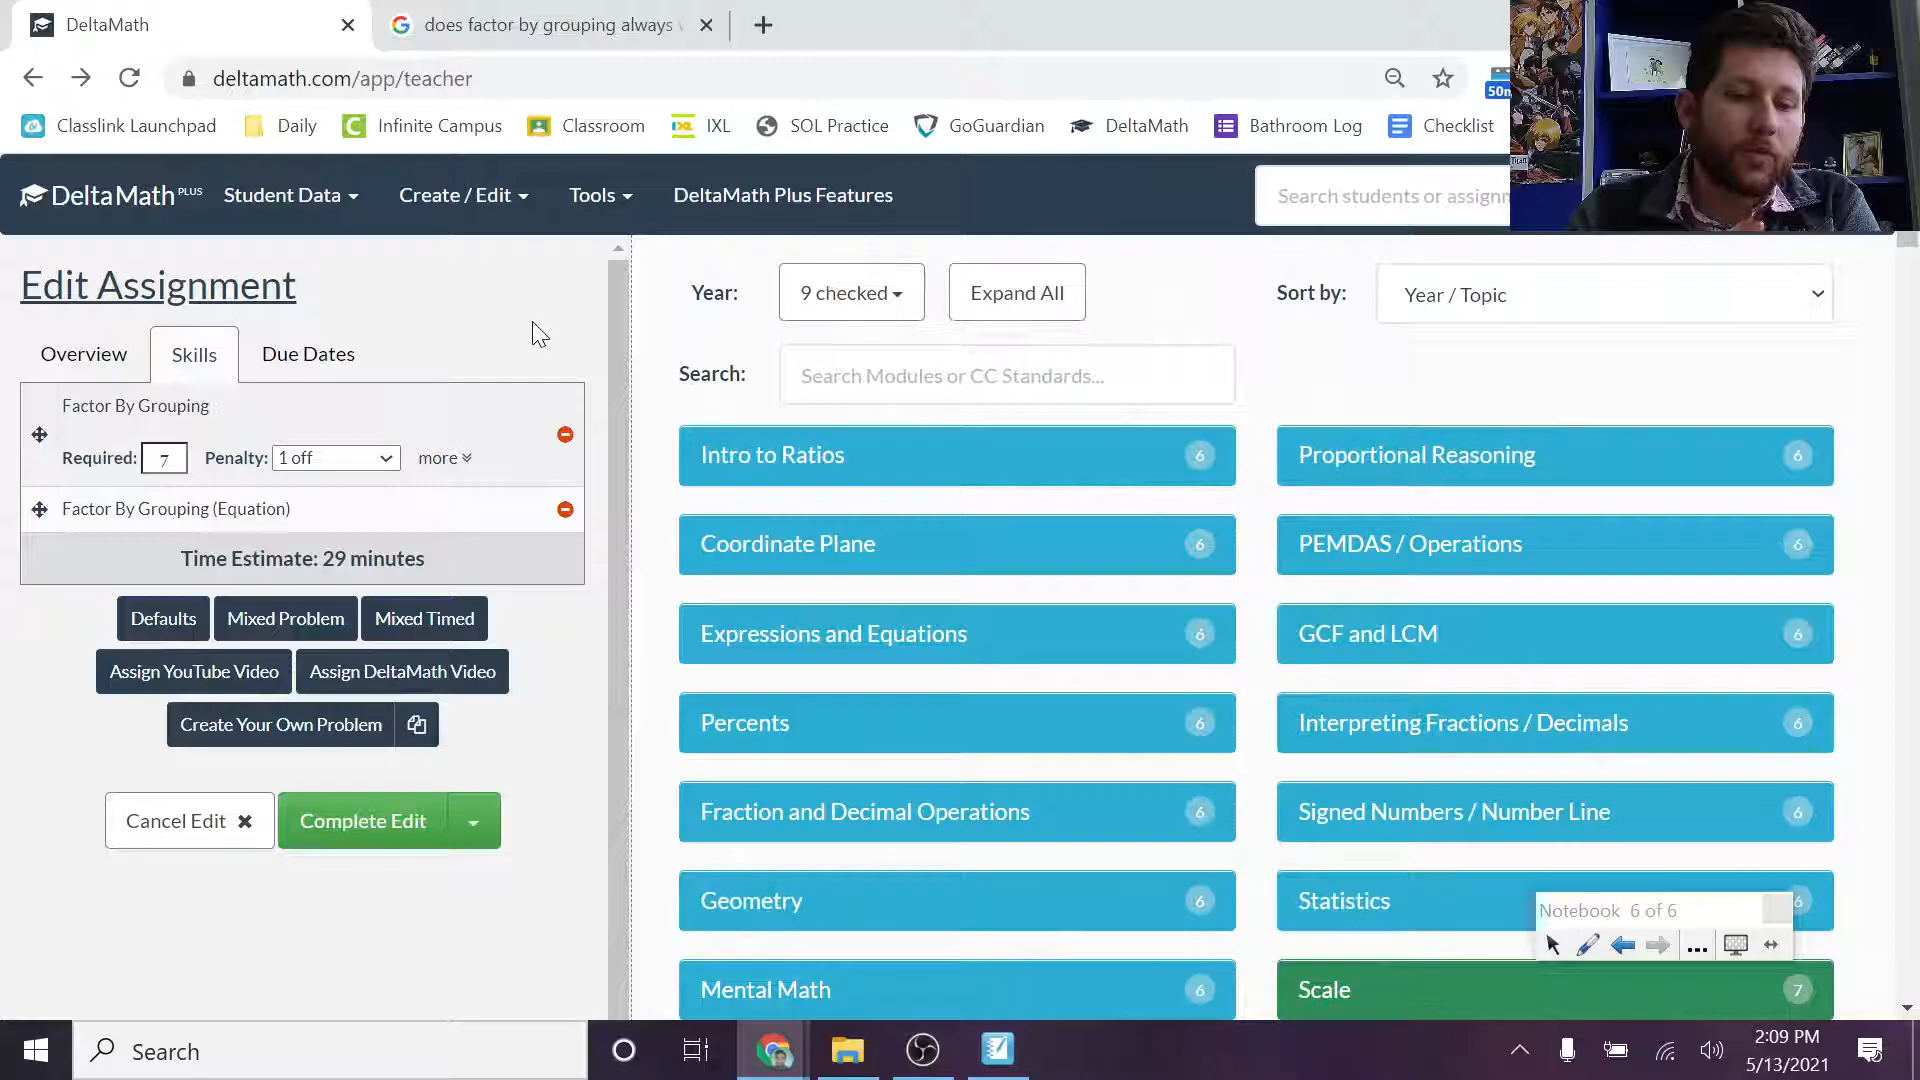 DeltaMath
does factor by grouping always
deltamath.com/app/teacher
50m
Classlink Launchpad
Daily
Infinite Campus
Classroom
IXL
SOL Practice
GoGuardian
DeltaMath
Bathroom Log
Checklist
DeltaMath PLUS
Student Data
Create / Edit
Tools
DeltaMath Plus Features
Search students or assignm
Edit Assignment
Overview
Skills
Due Dates
Factor By Grouping
Required: 7 Penalty: 1 off more
Factor By Grouping (Equation)
Time Estimate: 29 minutes
Defaults
Mixed Problem
Mixed Timed
Assign YouTube Video
Assign DeltaMath Video
Create Your Own Problem
Cancel Edit
Complete Edit
Year: 9 checked Expand All
Sort by: Year / Topic
Search: Search Modules or CC Standards...
Intro to Ratios 6
Proportional Reasoning 6
Coordinate Plane 6
PEMDAS / Operations 6
Expressions and Equations 6
GCF and LCM 6
Percents 6
Interpreting Fractions / Decimals 6
Fraction and Decimal Operations 6
Signed Numbers / Number Line 6
Geometry 6
Statistics 6
Notebook 6 of 6
Mental Math 6
Scale 7
Search
2:09 PM
5/13/2021